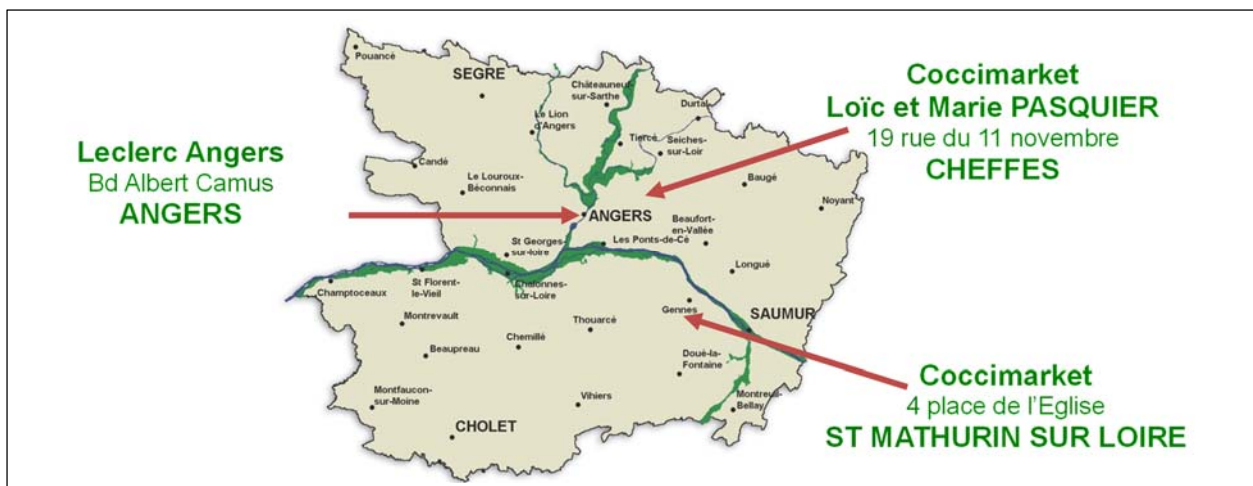 Pouancé
SEGRE
Châteauneuf-
sur-Sarthe
Durtal
Le Lion
d'Angers
Tiercé
Seiches-
sur-Loir
Candé
Le Louroux-
Béconnais
Baugé
Noyant
ANGERS
Beaufort-
en-Vallée
St Georges-
sur-loire
Les Ponts-de-Cé
Longué
Champtoceaux
St Florent-
le-Vieil
Chalonnes-
sur-Loire
Gennes
SAUMUR
Montrevault
Thouarcé
Chemillé
Beaupreau
Doué-la-
Fontaine
Montfaucon-
sur-Moine
Vihiers
Montreuil-
Bellay
CHOLET
Leclerc Angers
Bd Albert Camus
ANGERS
Coccimarket
Loïc et Marie PASQUIER
19 rue du 11 novembre
CHEFFES
Coccimarket
4 place de l'Eglise
ST MATHURIN SUR LOIRE